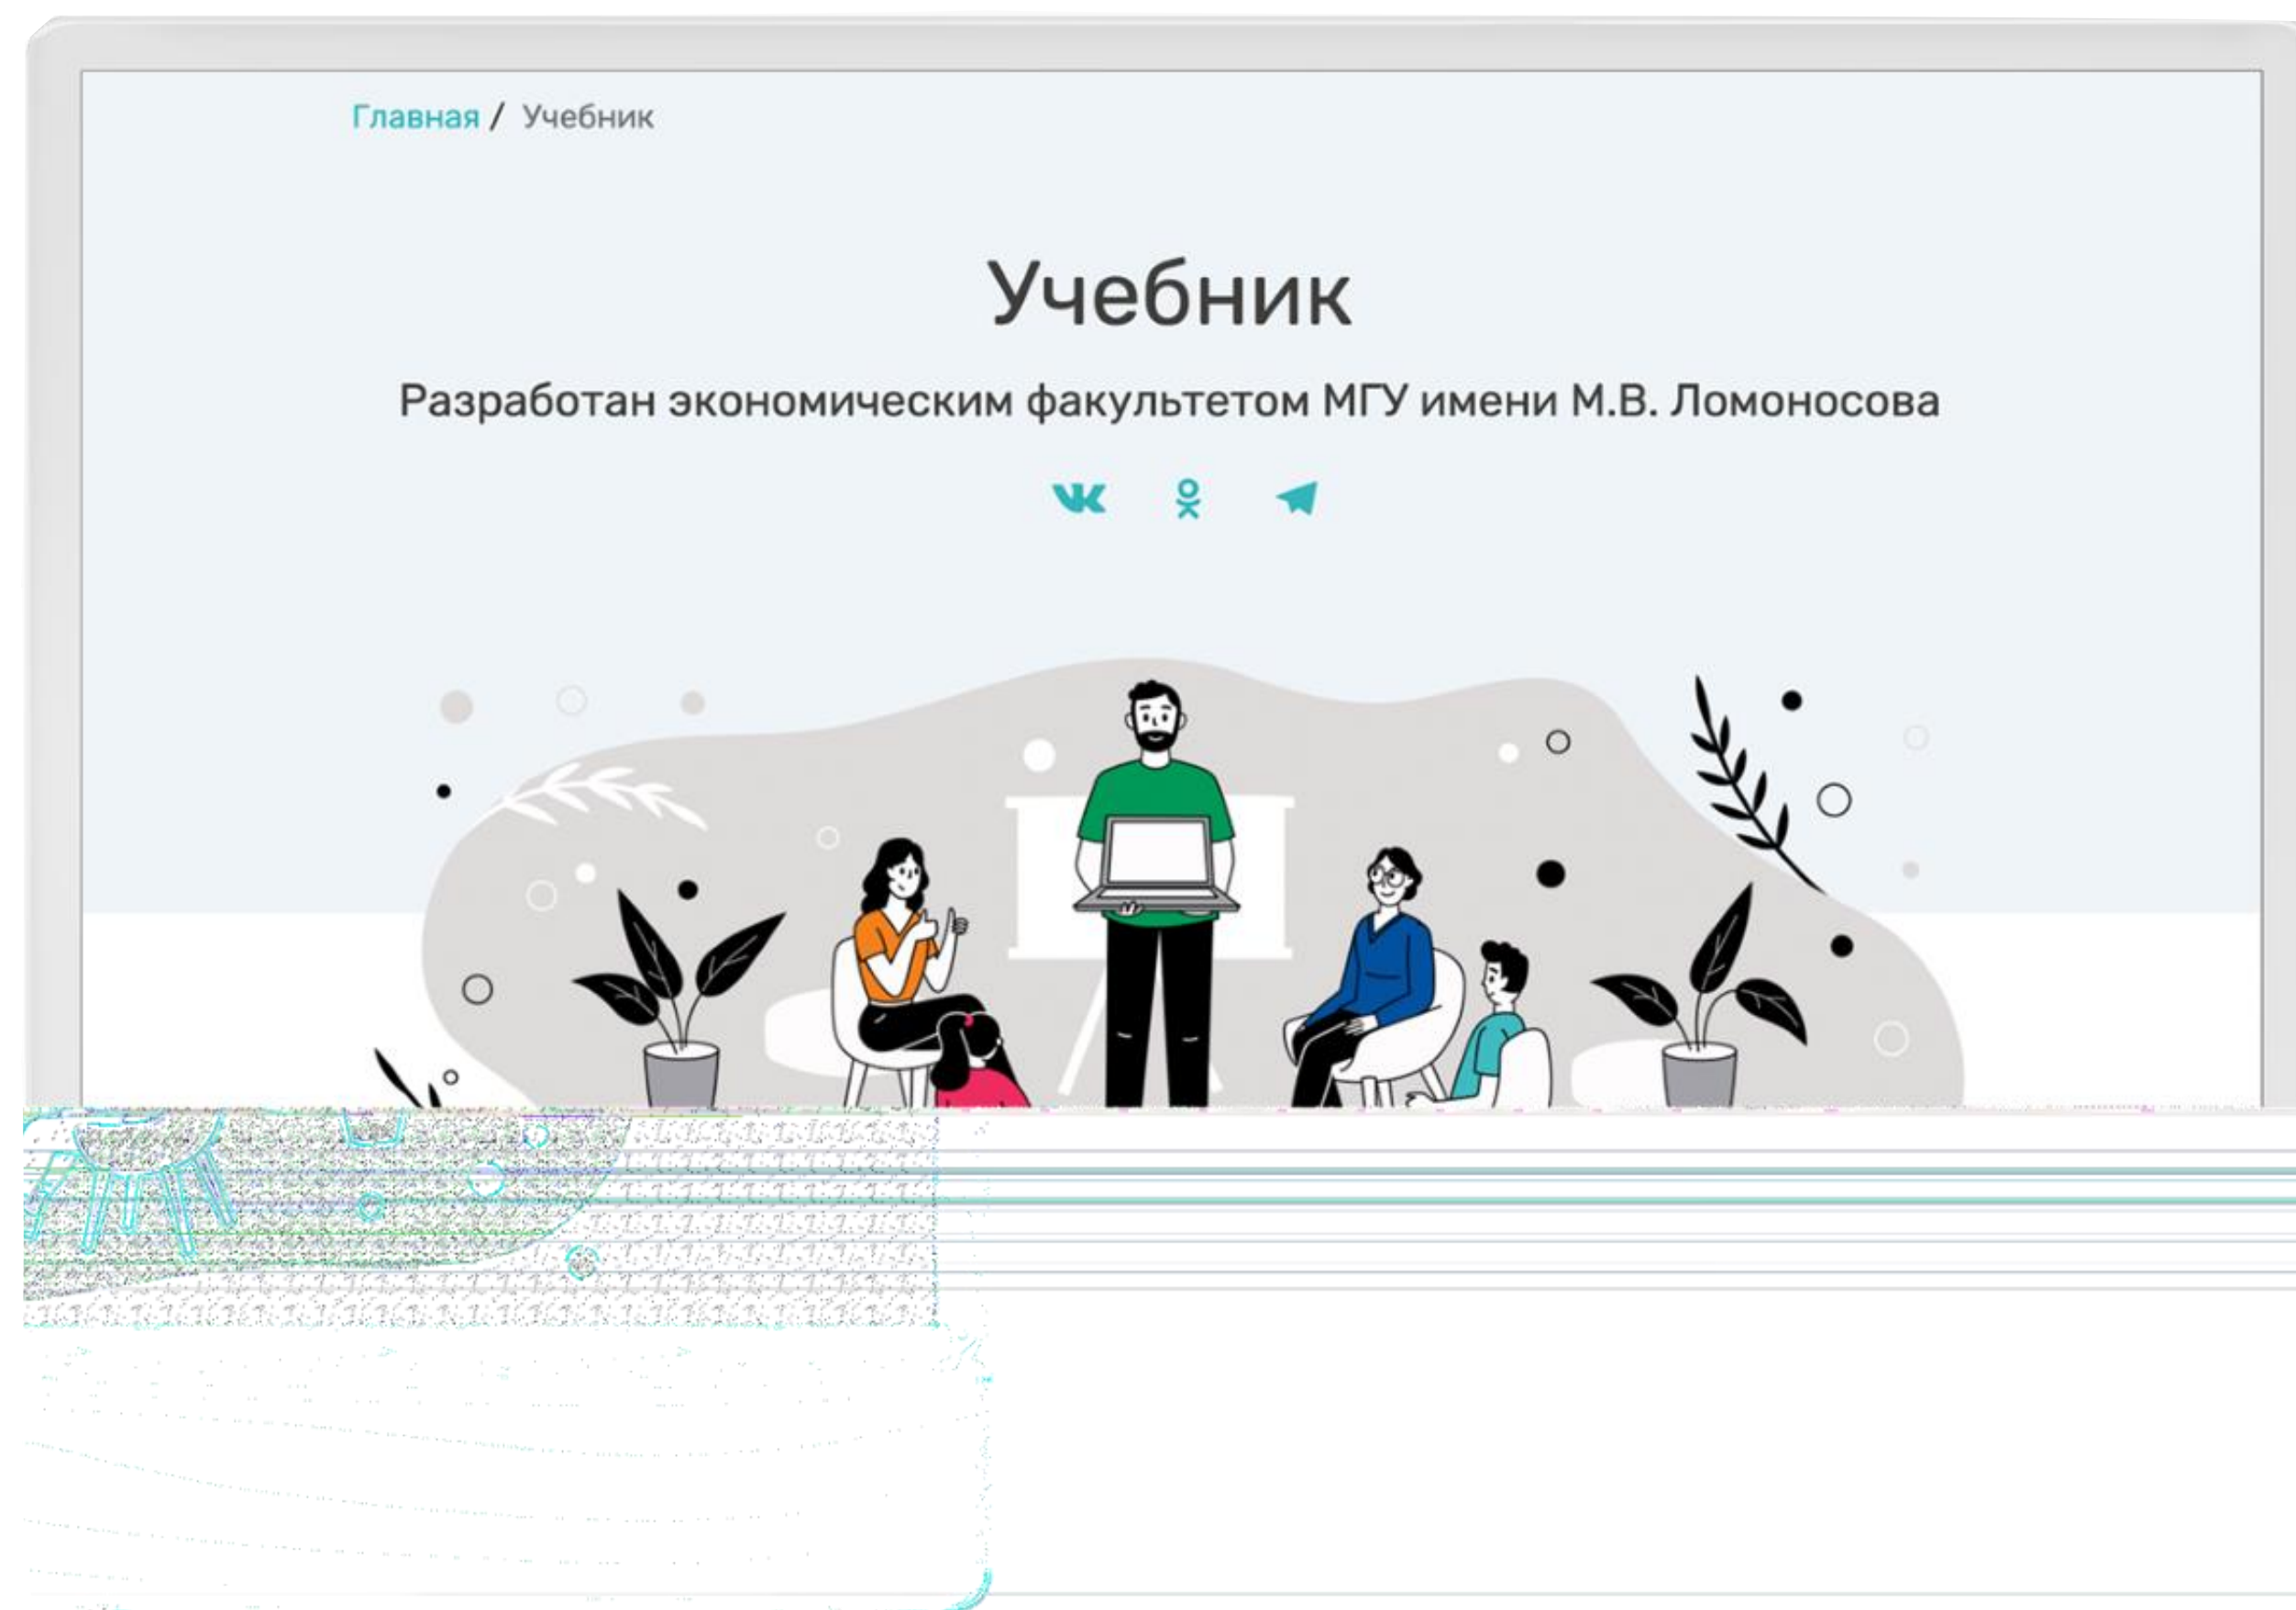 Главная / Учебник
Учебник
Разработан экономическим факультетом МГУ имени М.В. Ломоносова